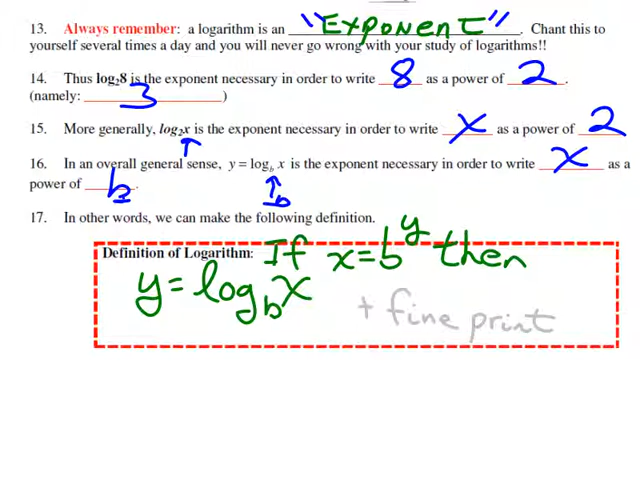 13. Always remember: a logarithm is an "EXPONENT". Chant this to
yourself several times a day and you will never go wrong with your study of logarithms!!
14. Thus log₂8 is the exponent necessary in order to write 8 as a power of 2.
(namely: 3)
15. More generally, log₂x is the exponent necessary in order to write x as a power of 2
16. In an overall general sense, y = log_b x is the exponent necessary in order to write x as a
power of b.
b
17. In other words, we can make the following definition.
Definition of Logarithm: If x=b^y then
y=log_b x
+ fine print